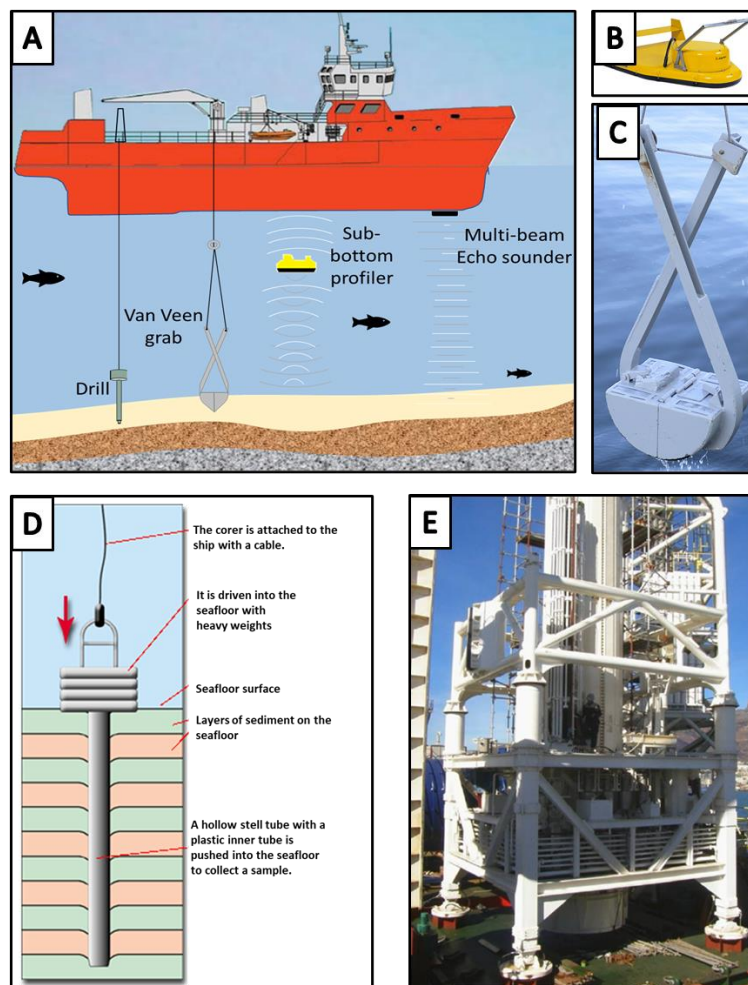 A
Sub-
bottom
profiler
Multi-beam
Echo sounder
Van Veen
grab
Drill
B
C
D
The corer is attached to the
ship with a cable.
It is driven into the
seafloor with
heavy weights
Seafloor surface
Layers of sediment on the
seafloor
A hollow stell tube with a
plastic inner tube is
pushed into the seafloor
to collect a sample.
E